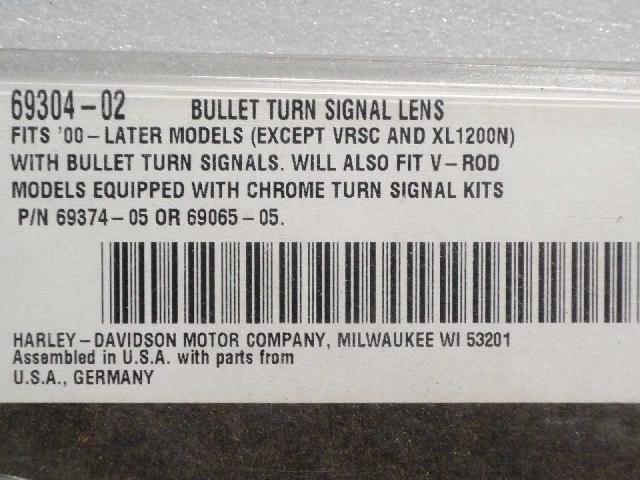 69304-02 BULLET TURN SIGNAL LENS
FITS '00-LATER MODELS (EXCEPT VRSC AND XL1200N)
WITH BULLET TURN SIGNALS. WILL ALSO FIT V-ROD
MODELS EQUIPPED WITH CHROME TURN SIGNAL KITS
P/N 69374-05 OR 69065-05.
HARLEY-DAVIDSON MOTOR COMPANY, MILWAUKEE WI 53201
Assembled in U.S.A. with parts from
U.S.A., GERMANY